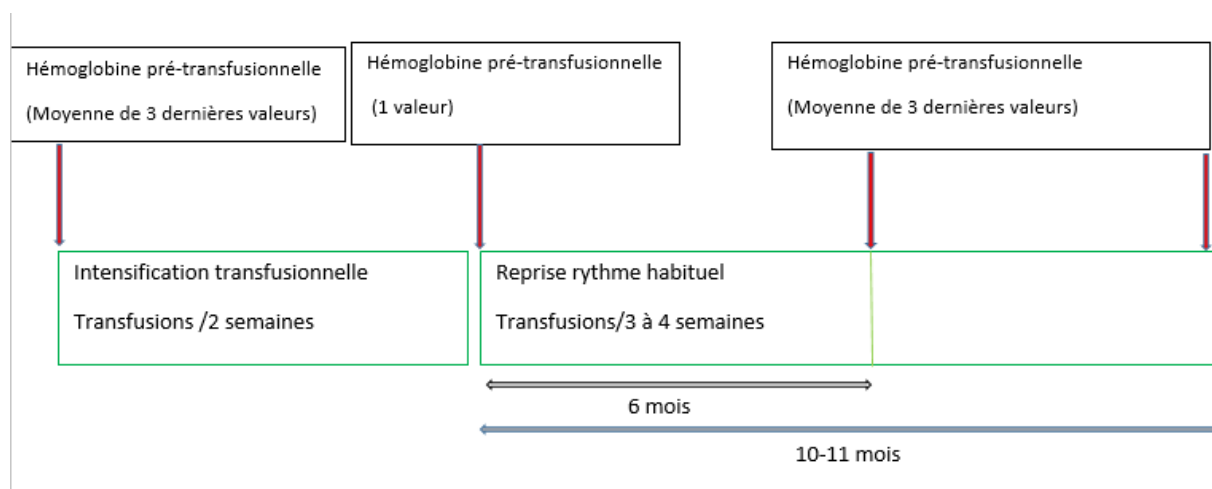 Hémoglobine pré-transfusionnelle
(Moyenne de 3 dernières valeurs)
Hémoglobine pré-transfusionnelle
(1 valeur)
Hémoglobine pré-transfusionnelle
(Moyenne de 3 dernières valeurs)
Intensification transfusionnelle
Transfusions /2 semaines
Reprise rythme habituel
Transfusions/3 à 4 semaines
6 mois
10-11 mois